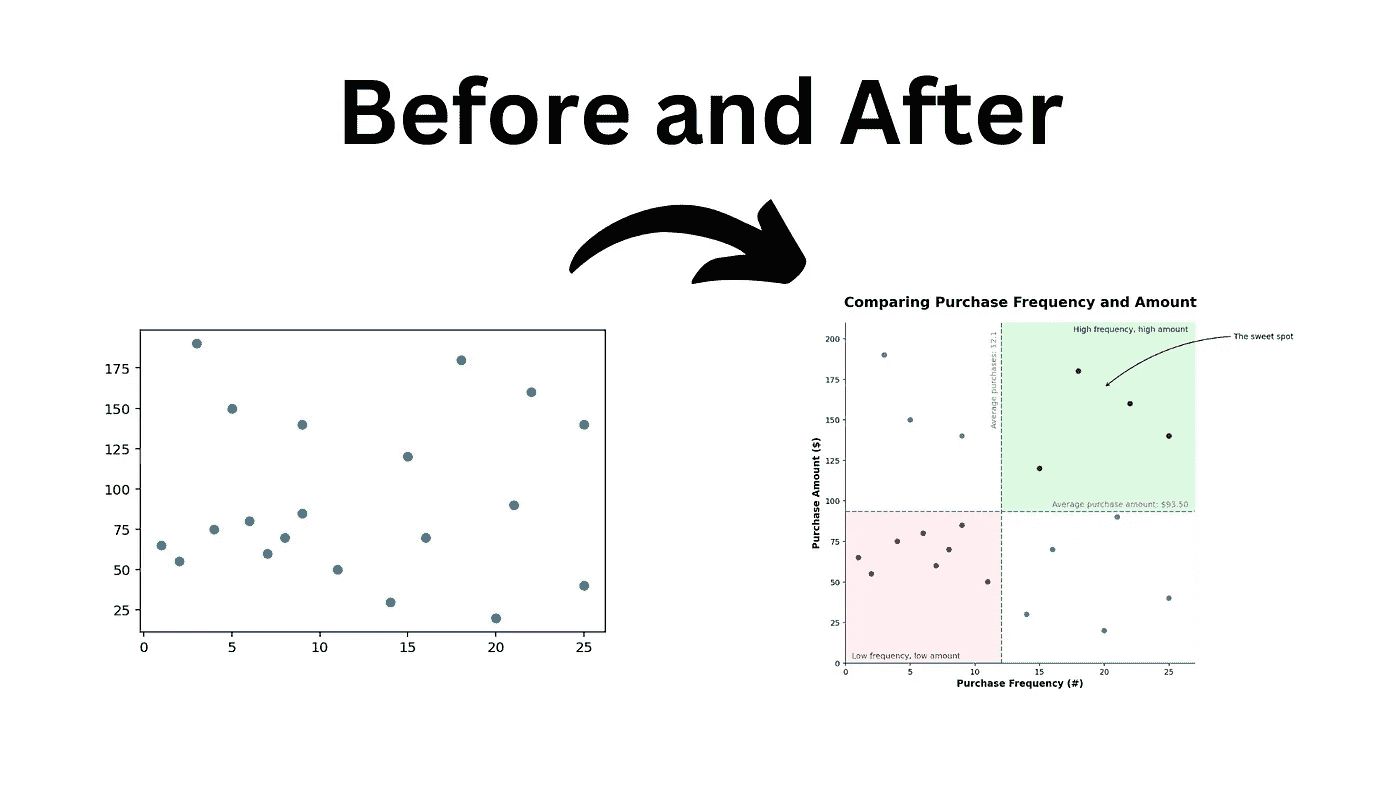 Before and After
175
150
125
100
75
50
25
0 5 10 15 20 25
Comparing Purchase Frequency and Amount
High frequency, high amount
The sweet spot
Average purchases: 12.1
Average purchase amount: $93.50
Low frequency, low amount
Purchase Amount ($)
200
175
150
125
100
75
50
25
0
0 5 10 15 20 25
Purchase Frequency (#)